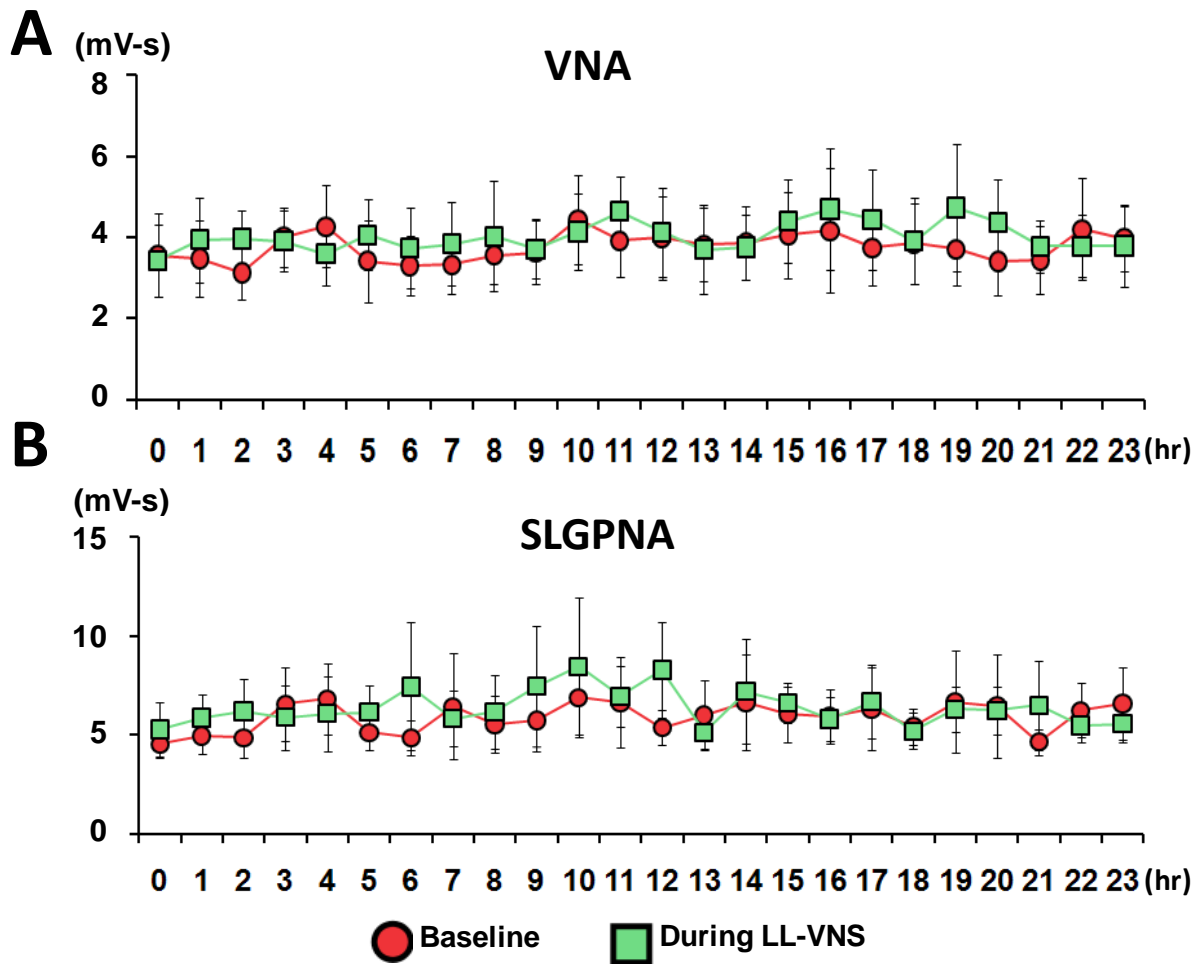 A (mV-s)
VNA
8
6
4
2
0
0 1 2 3 4 5 6 7 8 9 10 11 12 13 14 15 16 17 18 19 20 21 22 23 (hr)
B
(mV-s)
SLGPNA
15
10
5
0
0 1 2 3 4 5 6 7 8 9 10 11 12 13 14 15 16 17 18 19 20 21 22 23 (hr)
Baseline During LL-VNS